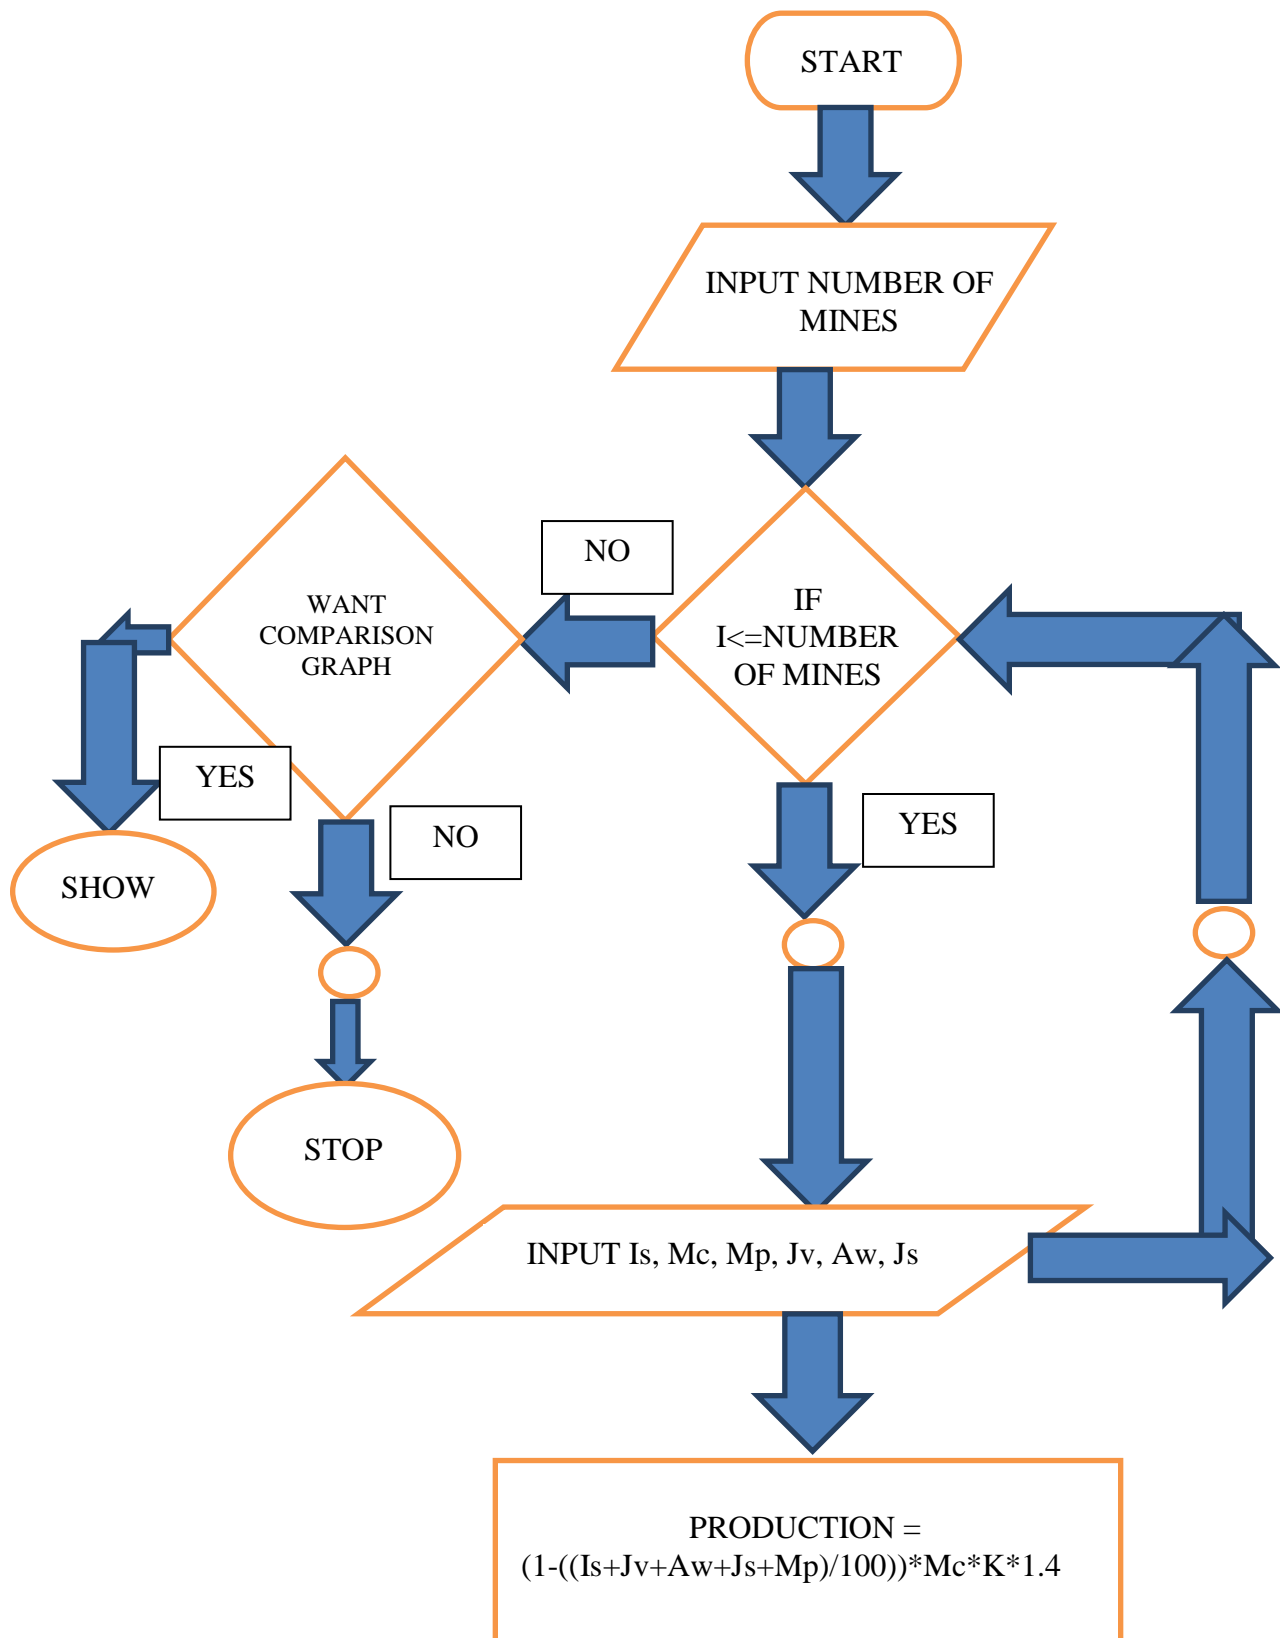 START
INPUT NUMBER OF
MINES
NO
IF
I<=NUMBER
OF MINES
WANT
COMPARISON
GRAPH
YES
NO
YES
SHOW
STOP
INPUT Is, Mc, Mp, Jv, Aw, Js
PRODUCTION =
(1-((Is+Jv+Aw+Js+Mp)/100))*Mc*K*1.4